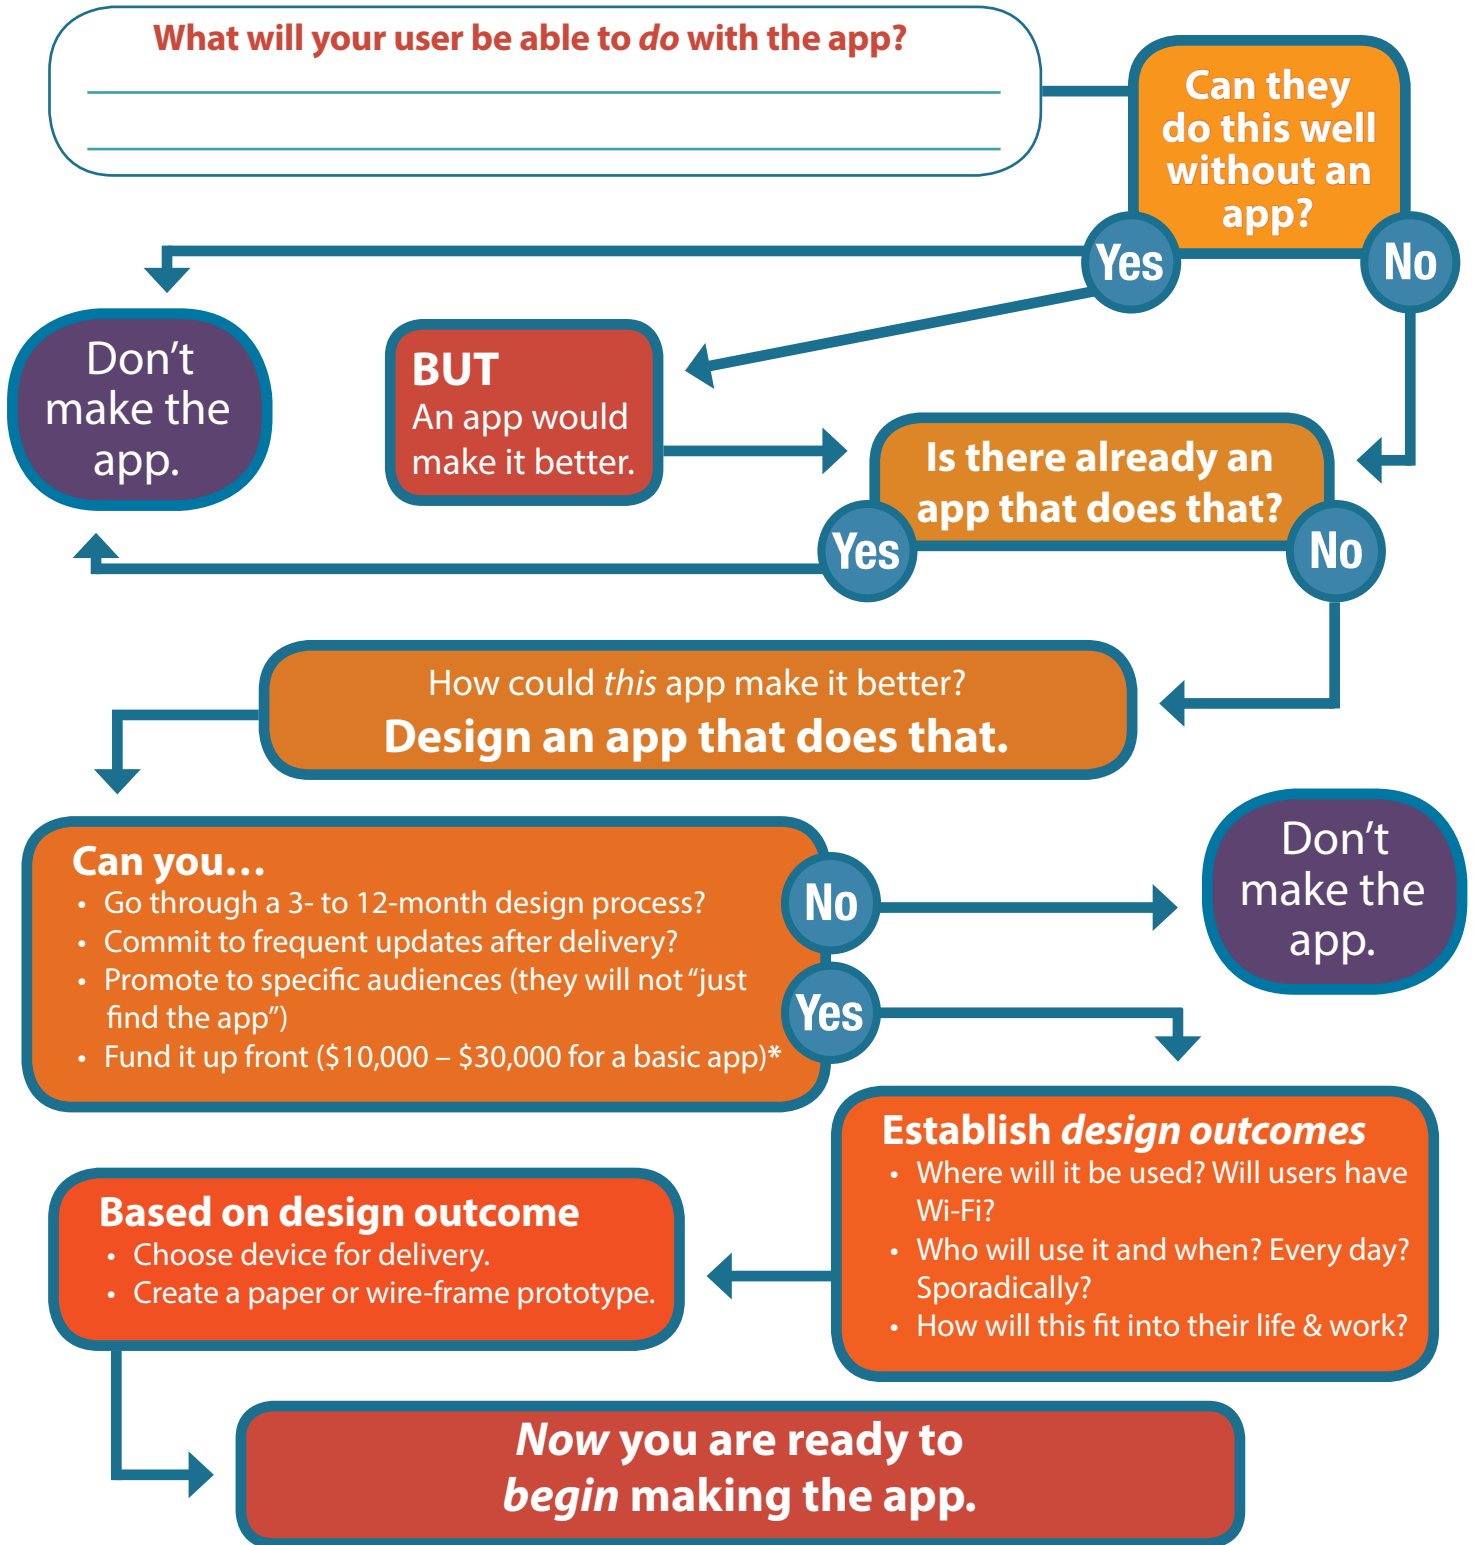 What will your user be able to do with the app?
Can they
do this well
without an
app?
Yes
No
Don't
make the
app.
BUT
An app would
make it better.
Is there already an
app that does that?
Yes
No
How could this app make it better?
Design an app that does that.
Can you…
• Go through a 3- to 12-month design process?
• Commit to frequent updates after delivery?
• Promote to specific audiences (they will not “just
find the app”)
• Fund it up front ($10,000 – $30,000 for a basic app)*
No
Yes
Don't
make the
app.
Establish design outcomes
• Where will it be used? Will users have
Wi-Fi?
• Who will use it and when? Every day?
Sporadically?
• How will this fit into their life & work?
Based on design outcome
• Choose device for delivery.
• Create a paper or wire-frame prototype.
Now you are ready to
begin making the app.